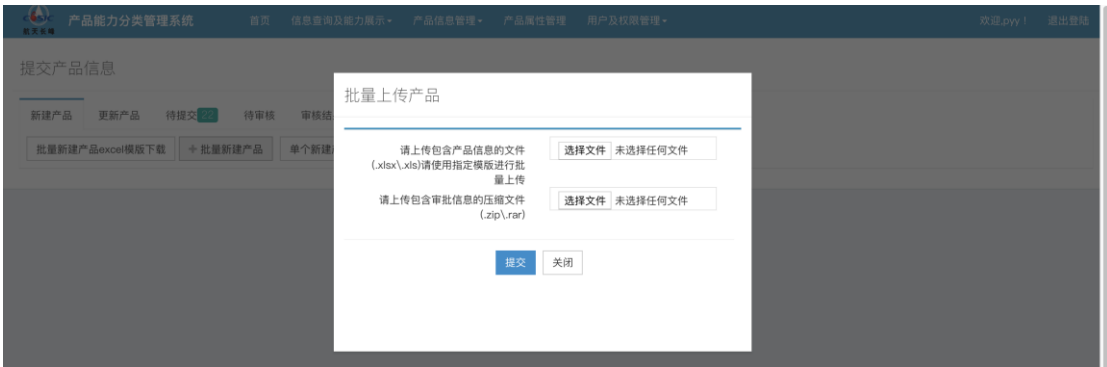 CASIC
航天长峰
产品能力分类管理系统 首页 信息查询及能力展示 产品信息管理 产品属性管理 用户及权限管理 欢迎,pyy！ 退出登陆
提交产品信息
新建产品 更新产品 待提交 22 待审核 审核结
批量新建产品excel模版下载 +批量新建产品 单个新建
批量上传产品
请上传包含产品信息的文件
(.xlsx\.xls)请使用指定模版进行批
量上传
选择文件 未选择任何文件
请上传包含审批信息的压缩文件
(.zip\.rar)
选择文件 未选择任何文件
提交 关闭